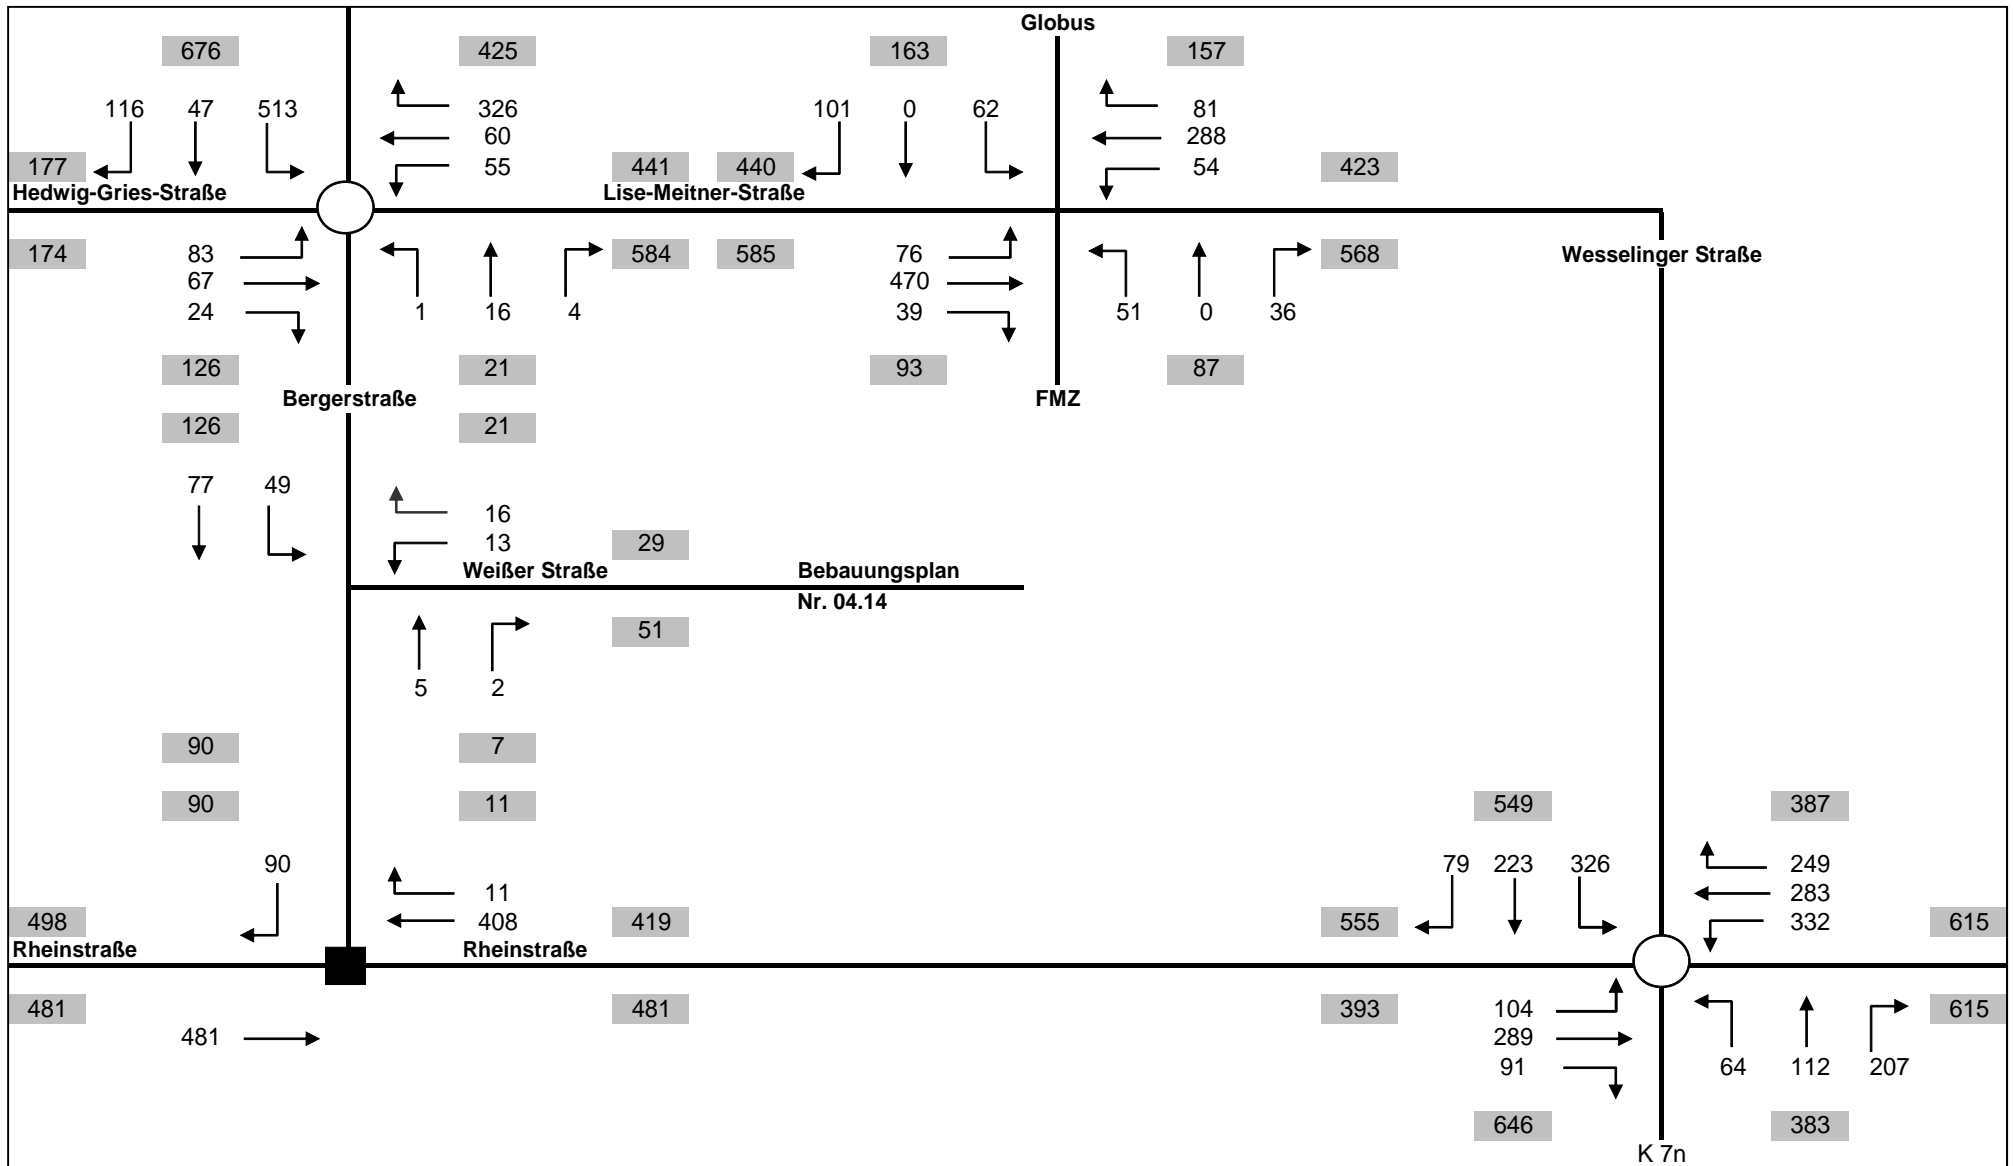 Globus
676 425 163 157
116 47 513 326 101 0 62 81
60 288
177 55 441 440 54 423
Hedwig-Gries-Straße Lise-Meitner-Straße
174 83 584 585 76 568 Wesselinger Straße
67 470
24 1 16 4 39 51 0 36
126 21 93 87
Bergerstraße FMZ
126 21
77 49
16
13 29
Weißer Straße Bebauungsplan
Nr. 04.14
51
5 2
90 7
90 11 549 387
90 79 223 326 249
11 283
498 408 419 555 332 615
Rheinstraße Rheinstraße
481 481 393 104 615
481 289
91 64 112 207
646 383
K 7n